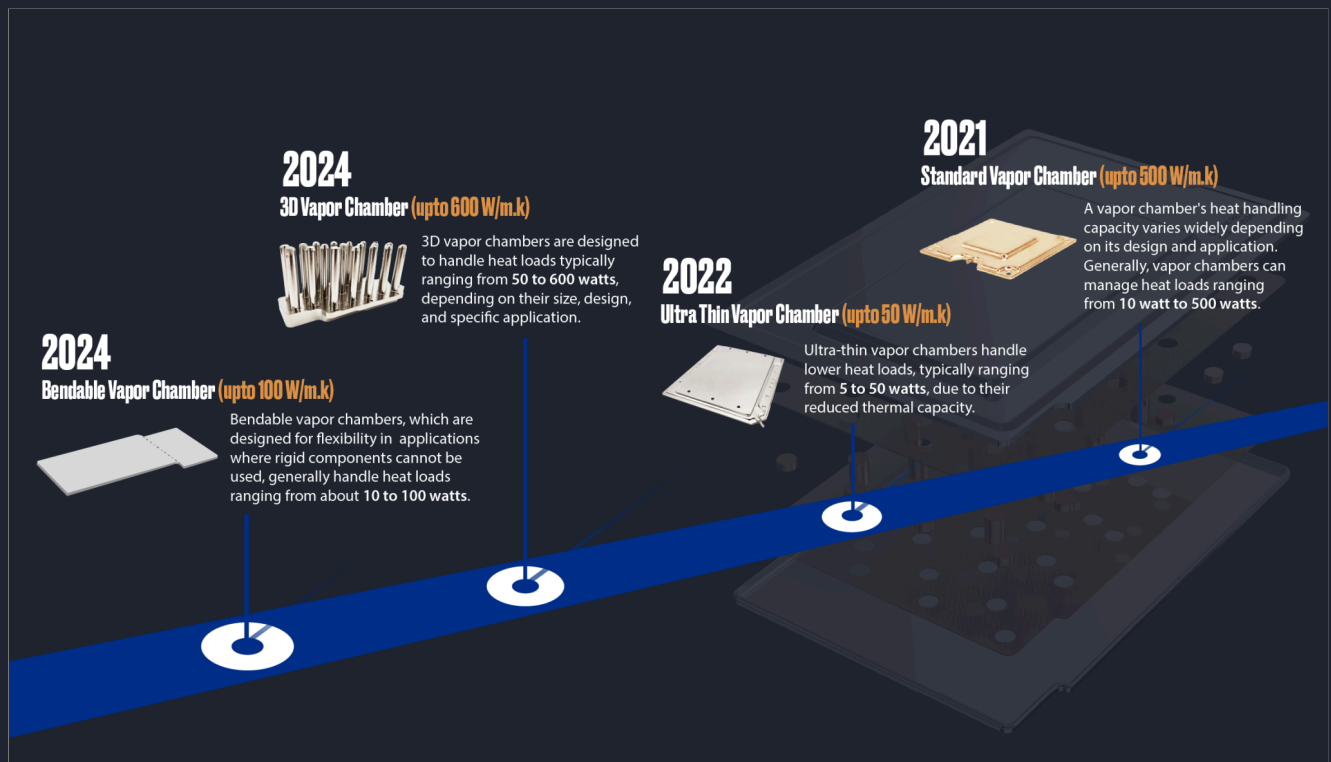 2024
Bendable Vapor Chamber (upto 100 W/m.k)
Bendable vapor chambers, which are
designed for flexibility in applications
where rigid components cannot be
used, generally handle heat loads
ranging from about 10 to 100 watts.
2024
3D Vapor Chamber (upto 600 W/m.k)
3D vapor chambers are designed
to handle heat loads typically
ranging from 50 to 600 watts,
depending on their size, design,
and specific application.
2022
Ultra Thin Vapor Chamber (upto 50 W/m.k)
Ultra-thin vapor chambers handle
lower heat loads, typically ranging
from 5 to 50 watts, due to their
reduced thermal capacity.
2021
Standard Vapor Chamber (upto 500 W/m.k)
A vapor chamber's heat handling
capacity varies widely depending
on its design and application.
Generally, vapor chambers can
manage heat loads ranging
from 10 watt to 500 watts.